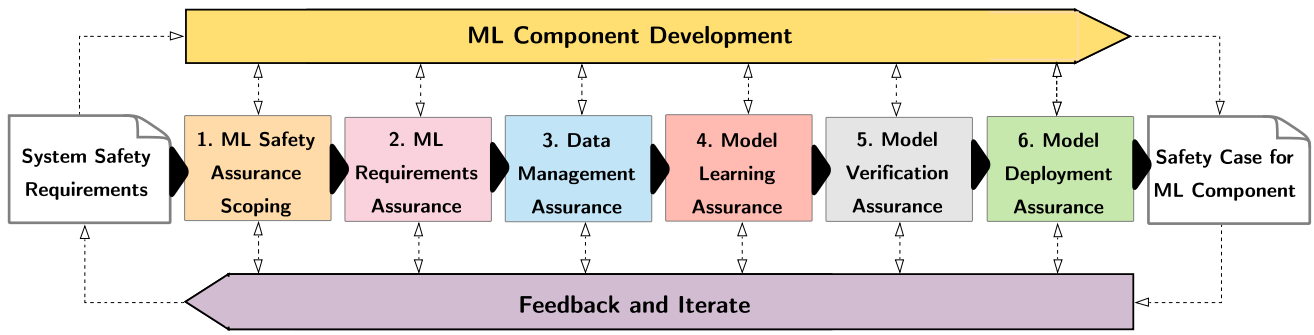 ML Component Development
System Safety
Requirements
1. ML Safety
Assurance
Scoping
2. ML
Requirements
Assurance
3. Data
Management
Assurance
4. Model
Learning
Assurance
5. Model
Verification
Assurance
6. Model
Deployment
Assurance
Safety Case for
ML Component
Feedback and Iterate